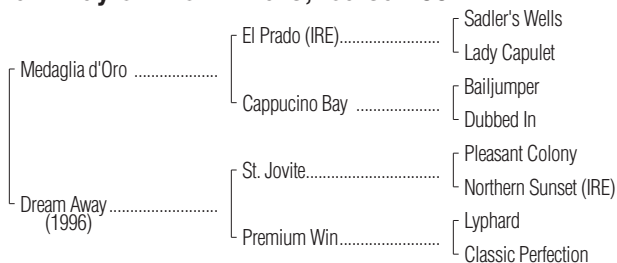 Sadler's Wells
El Prado (IRE)....................
Lady Capulet
Medaglia d'Oro ....................
Bailjumper
Cappucino Bay ....................
Dubbed In
Pleasant Colony
St. Jovite..........................
Northern Sunset (IRE)
Dream Away..........................
(1996)
Lyphard
Premium Win........................
Classic Perfection